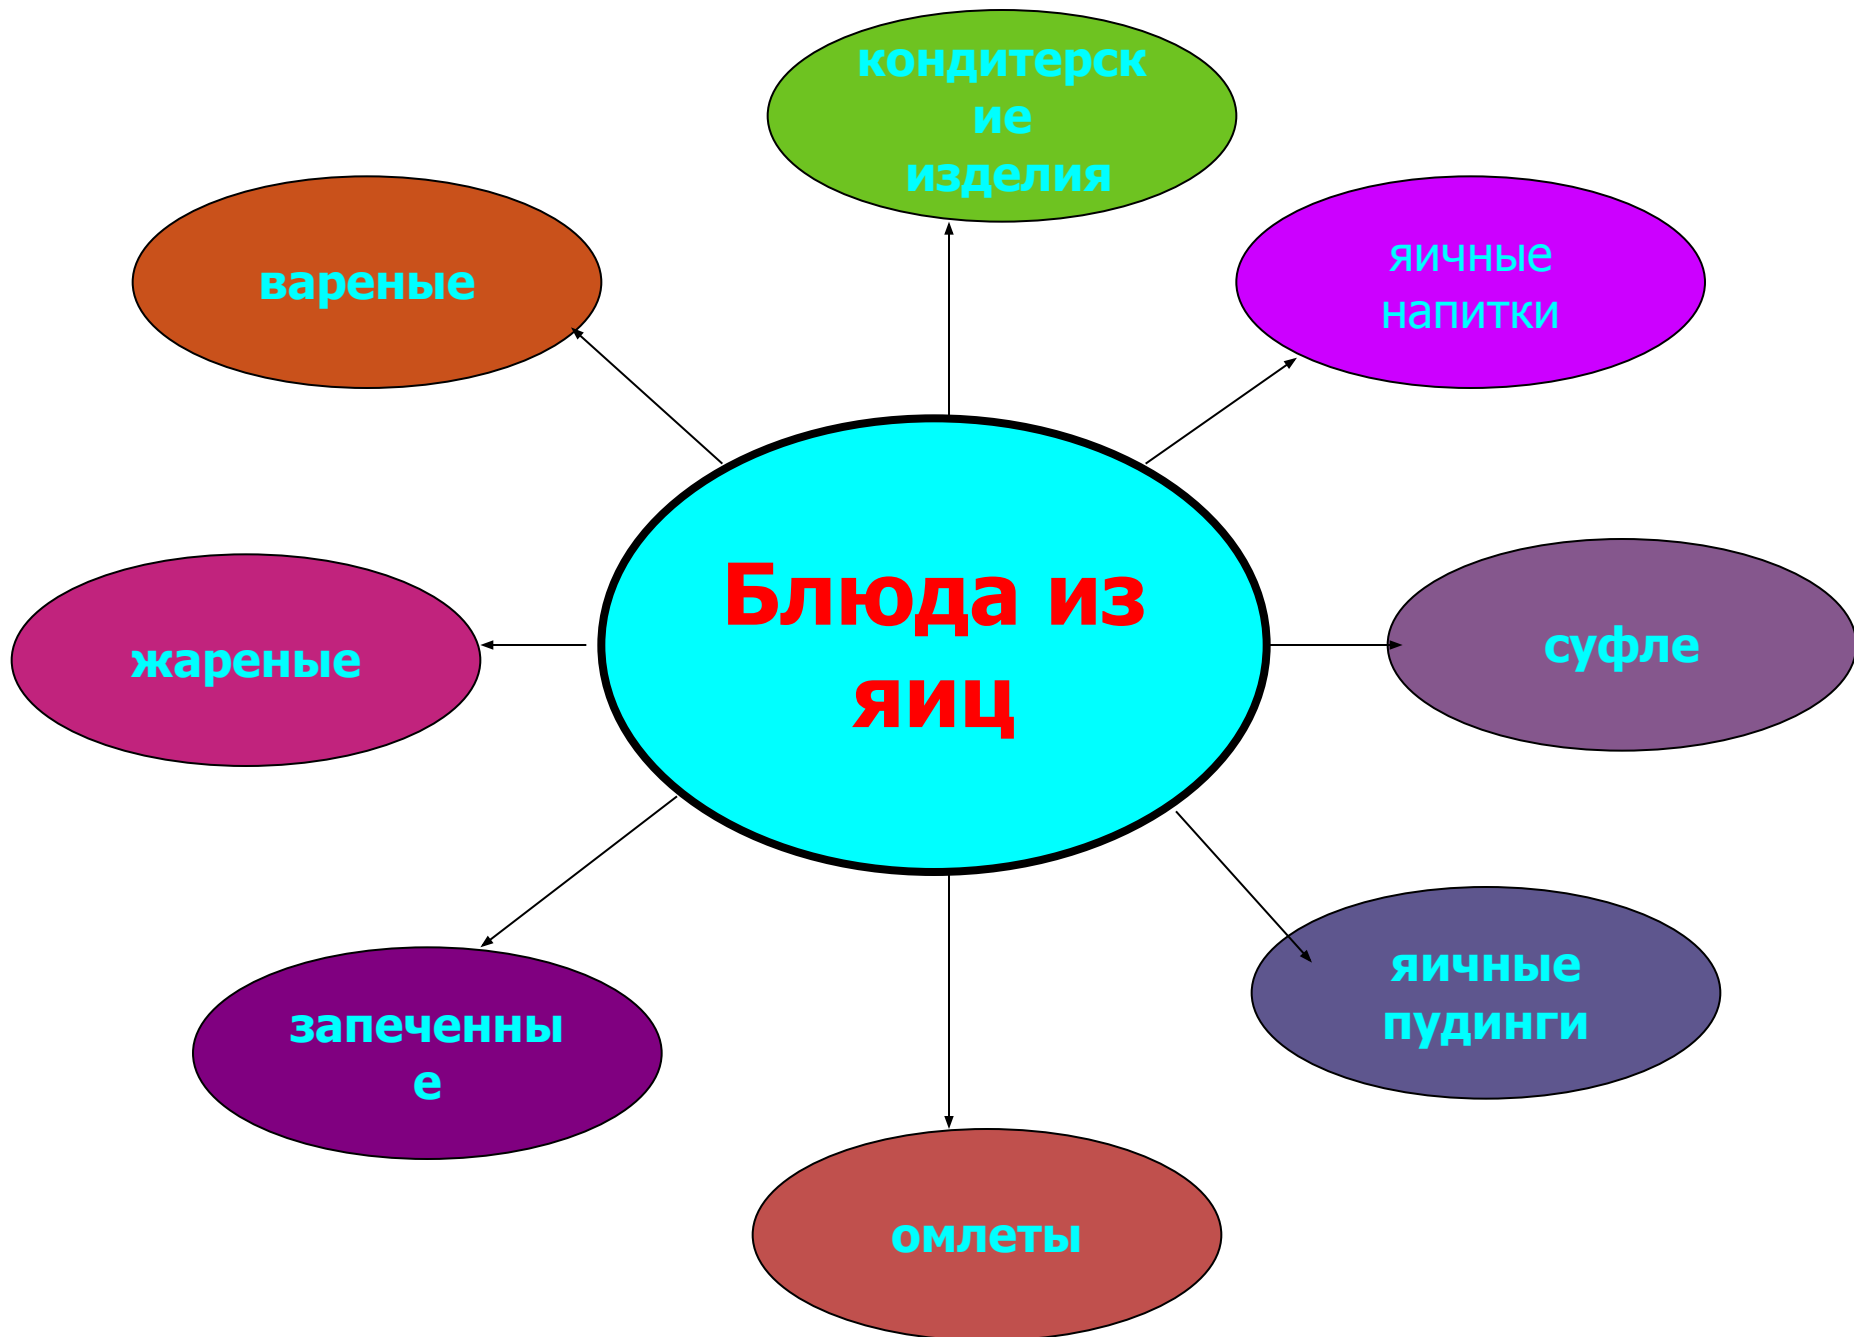 кондитерск
ие
изделия
яичные
напитки
вареные
Блюда из
яиц
суфле
жареные
яичные
пудинги
запеченны
е
омлеты